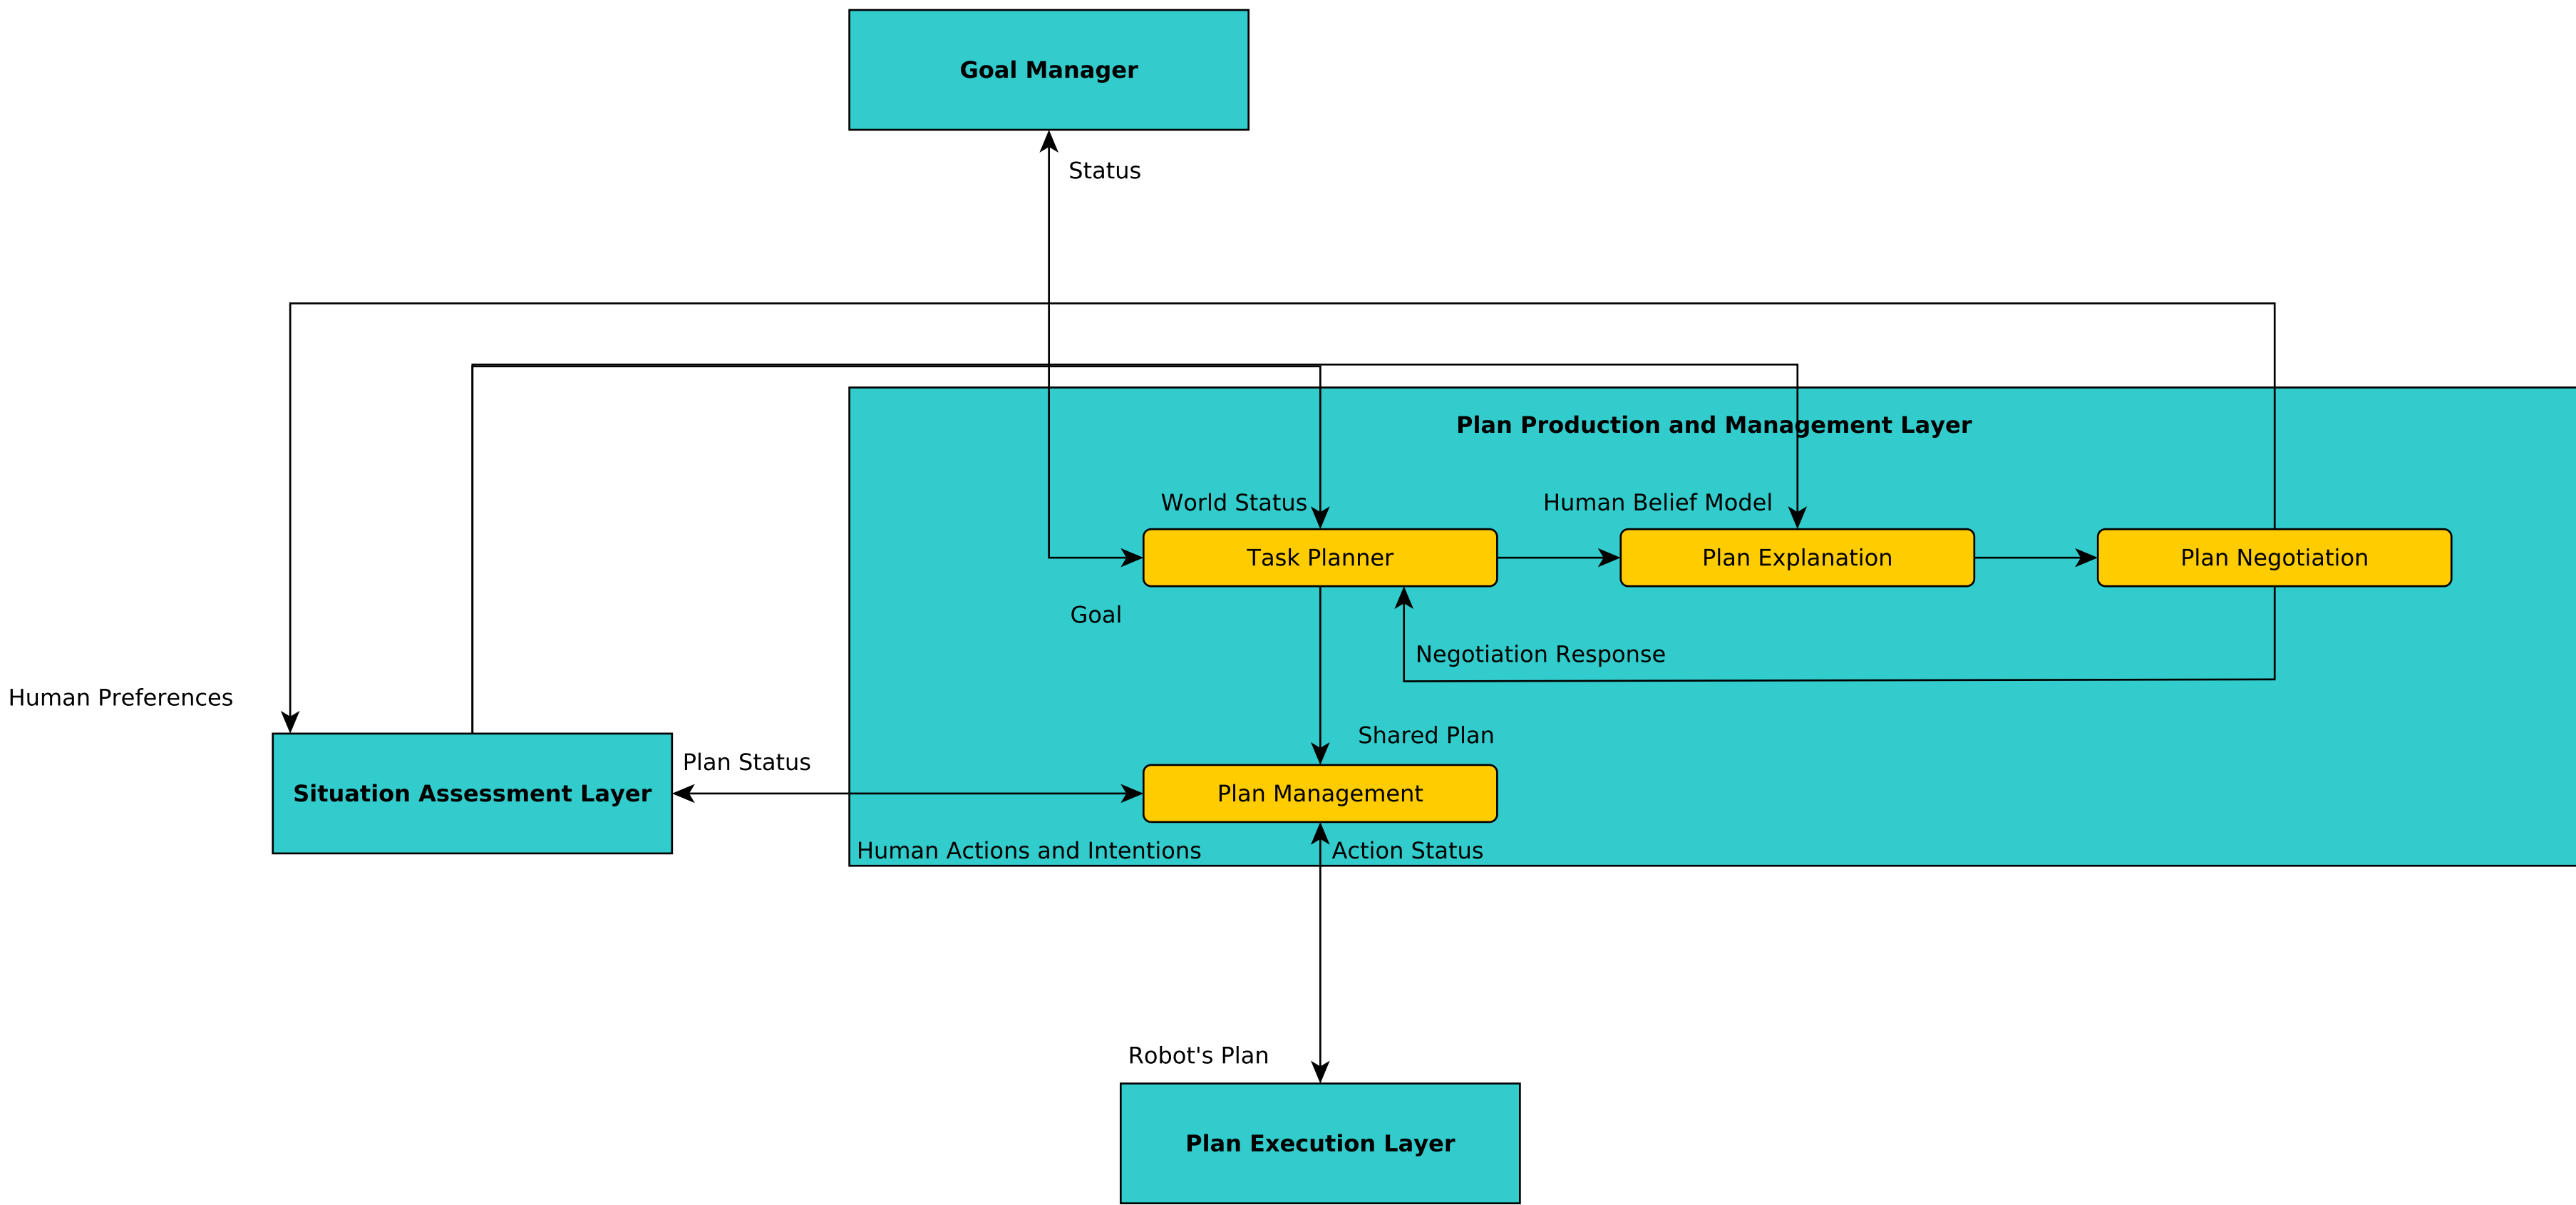 Goal Manager
Status
Plan Production and Management Layer
World Status
Human Belief Model
Task Planner
Plan Explanation
Plan Negotiation
Goal
Negotiation Response
Human Preferences
Shared Plan
Plan Status
Situation Assessment Layer
Plan Management
Human Actions and Intentions
Action Status
Robot's Plan
Plan Execution Layer